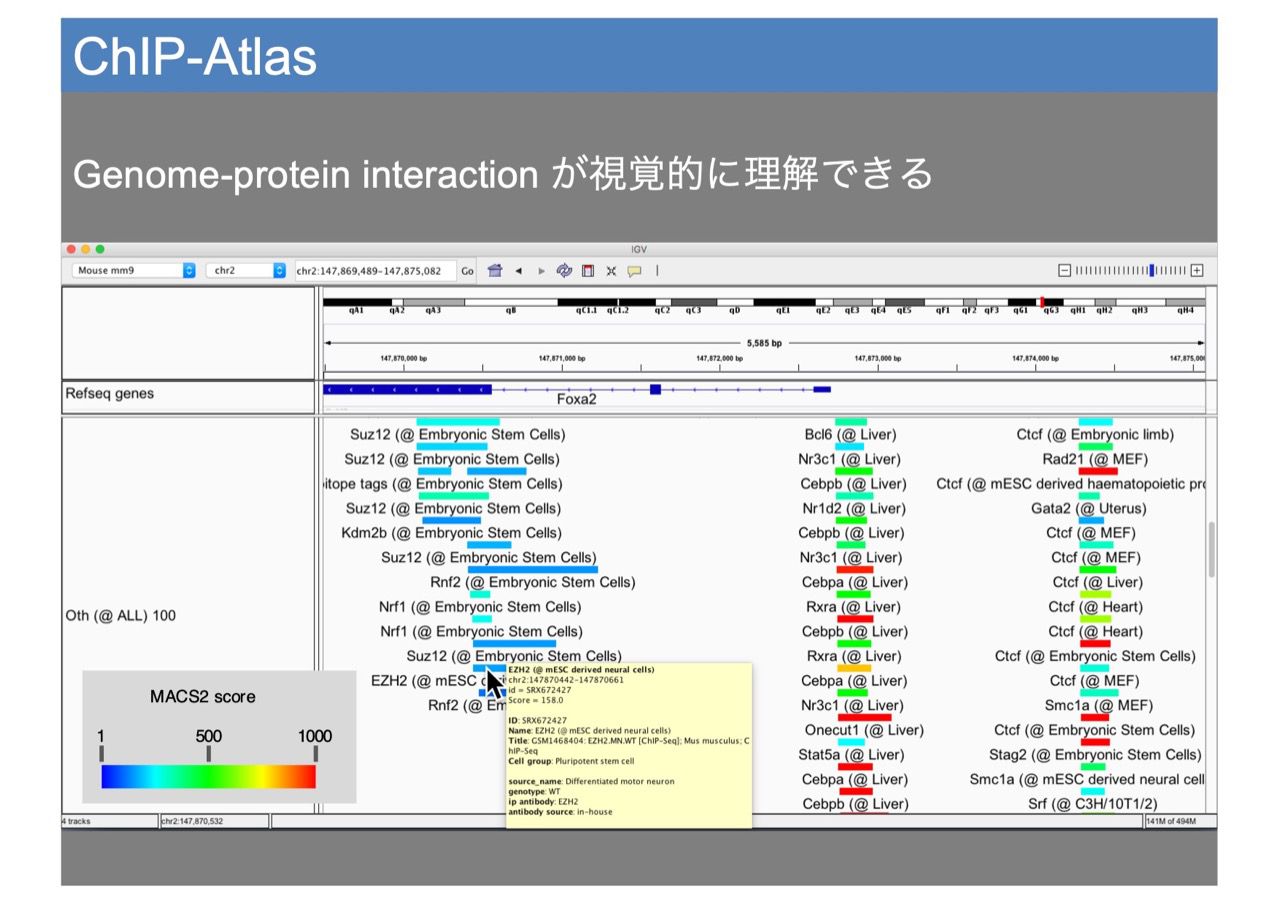 ChIP-Atlas
Genome-protein interaction が視覚的に理解できる
IGV
Mouse mm9 chr2 chr2:147,869,489-147,875,082 Go
qA1 qA2 qA3 qB qC1.1 qC1.2 qC2 qC3 qD qE1 qE2 qE3 qE4 qE5 qF1 qF2 qF3 qG1 qG3 qH1 qH2 qH3 qH4
5,585 bp
147,870,000 bp 147,871,000 bp 147,872,000 bp 147,873,000 bp 147,874,000 bp 147,875,00
Refseq genes
Foxa2
Suz12 (@ Embryonic Stem Cells) Bcl6 (@ Liver) Ctcf (@ Embryonic limb)
Suz12 (@ Embryonic Stem Cells) Nr3c1 (@ Liver) Rad21 (@ MEF)
itope tags (@ Embryonic Stem Cells) Cebpb (@ Liver) Ctcf (@ mESC derived haematopoietic pro
Suz12 (@ Embryonic Stem Cells) Nr1d2 (@ Liver) Gata2 (@ Uterus)
Kdm2b (@ Embryonic Stem Cells) Cebpb (@ Liver) Ctcf (@ MEF)
Suz12 (@ Embryonic Stem Cells) Nr3c1 (@ Liver) Ctcf (@ MEF)
Rnf2 (@ Embryonic Stem Cells) Cebpa (@ Liver) Ctcf (@ Liver)
Nrf1 (@ Embryonic Stem Cells) Rxra (@ Liver) Ctcf (@ Heart)
Oth (@ ALL) 100
Nrf1 (@ Embryonic Stem Cells) Cebpb (@ Liver) Ctcf (@ Heart)
Suz12 (@ Embryonic Stem Cells) Rxra (@ Liver) Ctcf (@ Embryonic Stem Cells)
EZH2 (@ mESC Cebpa (@ Liver) Ctcf (@ MEF)
Rnf2 (@ Em Nr3c1 (@ Liver) Smc1a (@ MEF)
Onecut1 (@ Liver) Ctcf (@ Embryonic Stem Cells)
Stat5a (@ Liver) Stag2 (@ Embryonic Stem Cells)
Cebpa (@ Liver) Smc1a (@ mESC derived neural cell
Cebpb (@ Liver) Srf (@ C3H/10T1/2)
EZH2 (@ mESC derived neural cells)
chr2:147870442-147870661
id = SRX672427
Score = 158.0
ID: SRX672427
Name: EZH2 (@ mESC derived neural cells)
Title: GSM1468404: EZH2.MN.WT [ChIP-Seq]; Mus musculus; C
hIP-Seq
Cell group: Pluripotent stem cell
source_name: Differentiated motor neuron
genotype: WT
ip antibody: EZH2
antibody source: in-house
MACS2 score
1 500 1000
4 tracks chr2:147,870,532 141M of 494M